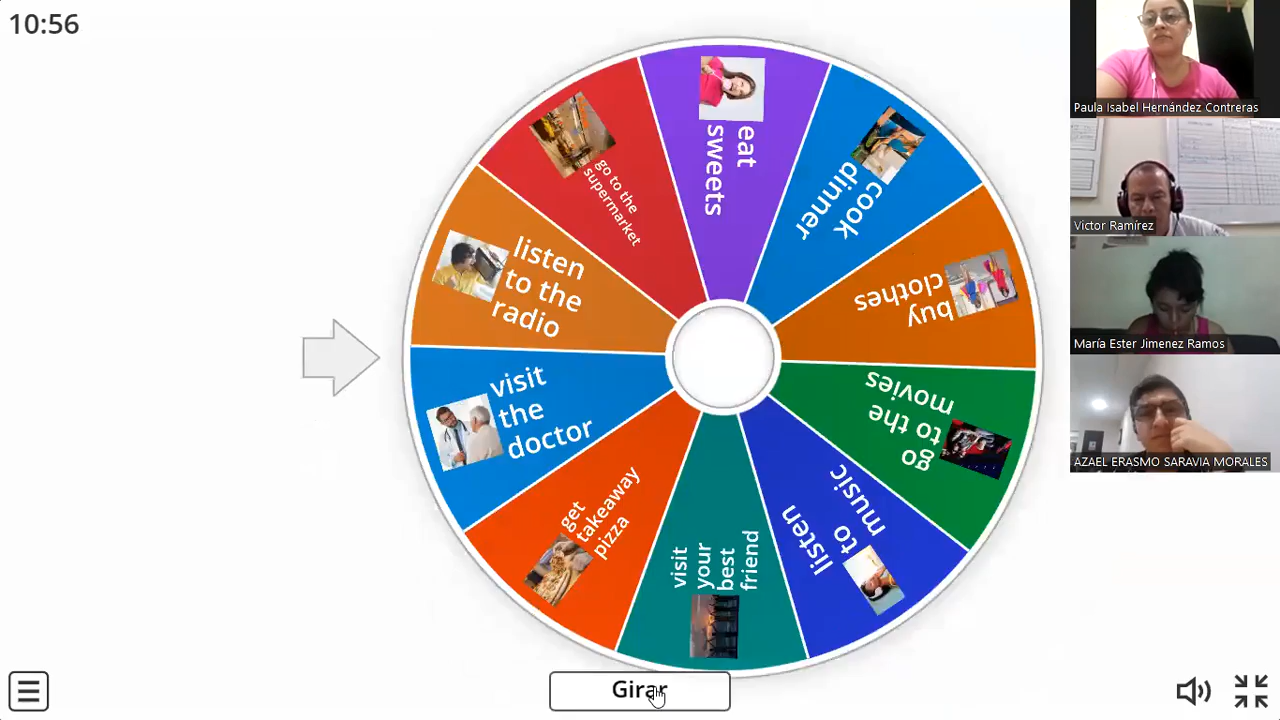 10:56
eat
sweets
cook
dinner
buy
clothes
go
to the
movies
listen
to
music
visit
your
best
friend
get
takeaway
pizza
visit
the
doctor
listen
to the
radio
go to the
supermarket
Girar
Paula Isabel Hernández Contreras
Victor Ramírez
María Ester Jimenez Ramos
AZAEL ERASMO SARAVIA MORALES